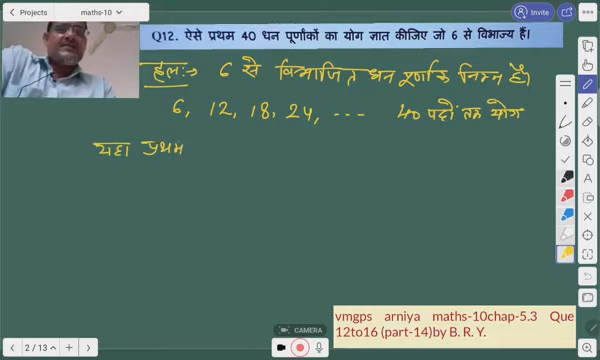 Projects maths-10 Invite
Q12. ऐसे प्रथम 40 धन पूर्णांकों का योग ज्ञात कीजिए जो 6 से विभाज्य हैं।
हलः→ 6 से विभाजित धन पूर्णांक निम्न है।
6, 12, 18, 24, --- 40 पदों तक योग
यहा प्रथम
CAMERA
vmgps arniya maths-10chap-5.3 Que
12to16 (part-14)by B. R. Y.
2 / 13